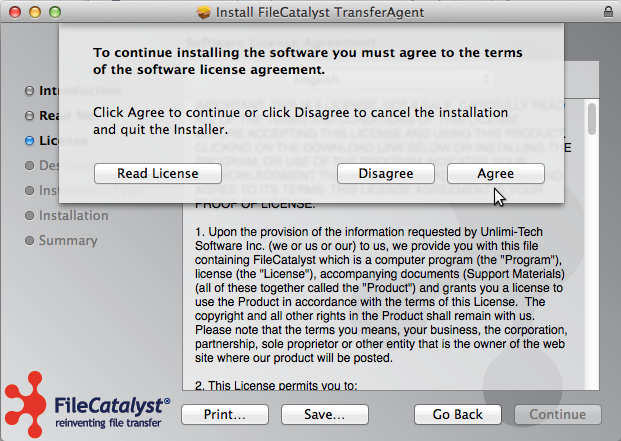 Install FileCatalyst TransferAgent
To continue installing the software you must agree to the terms
of the software license agreement.
Click Agree to continue or click Disagree to cancel the installation
and quit the Installer.
Read License
Disagree
Agree
Software License Agreement
English
Introduction
Read Me
License
Installation
Installation
Summary
PROOF OF LICENSE.
1. Upon the provision of the information requested by Unlimi-Tech
Software Inc. (we or us or our) to us, we provide you with this file
containing FileCatalyst which is a computer program (the "Program"),
license (the "License"), accompanying documents (Support Materials)
(all of these together called the "Product") and grants you a license to
use the Product in accordance with the terms of this License. The
copyright and all other rights in the Product shall remain with us.
Please note that the terms you means, your business, the corporation,
partnership, sole proprietor or other entity that is the owner of the web
site where our product will be posted.
2. This License permits you to:
FileCatalyst®
reinventing file transfer
Print...
Save...
Go Back
Continue